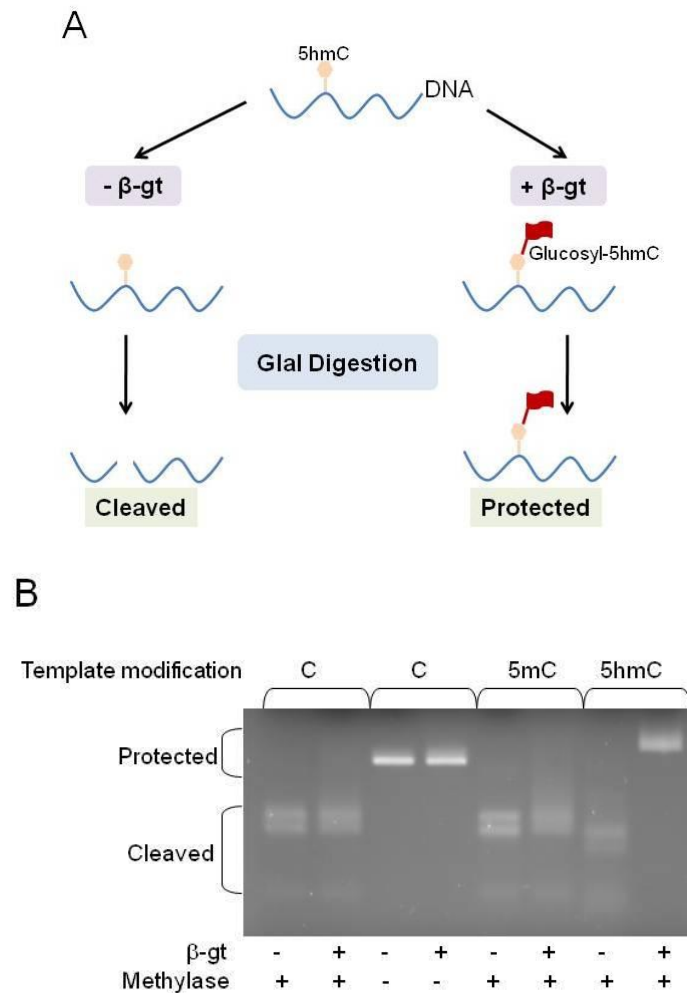 A
5hmC
DNA
- β-gt
+ β-gt
Glucosyl-5hmC
GlaI Digestion
Cleaved
Protected
B
Template modification C C 5mC 5hmC
Protected
Cleaved
β-gt - + - + - + - +
Methylase + + - - + + + +